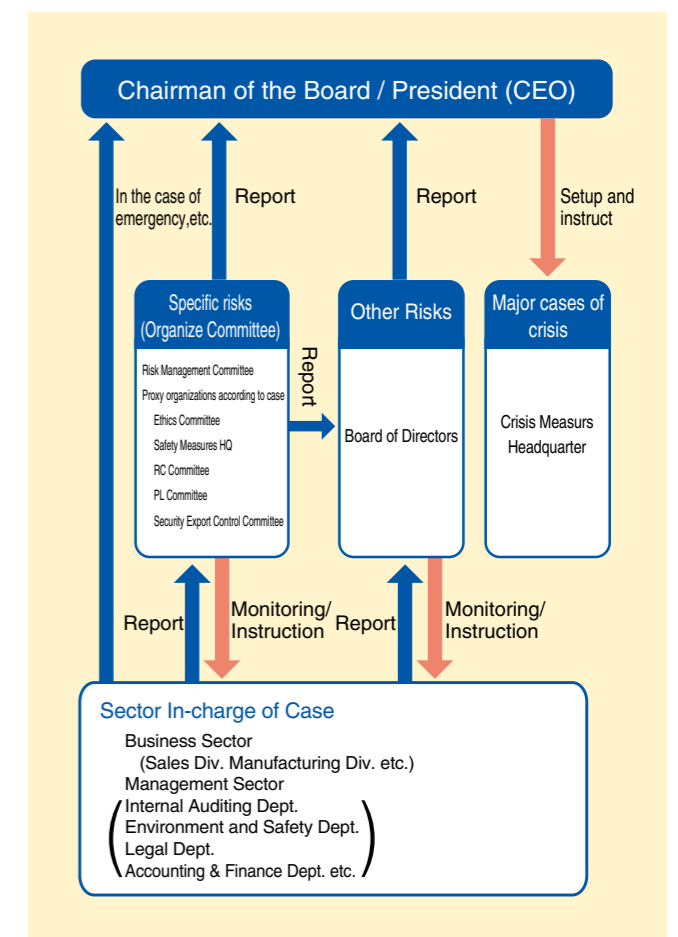 Chairman of the Board / President (CEO)
In the case of
emergency,etc.
Report
Report
Setup and
instruct
Specific risks
(Organize Committee)
Risk Management Committee
Proxy organizations according to case
Ethics Committee
Safety Measures HQ
RC Committee
PL Committee
Security Export Control Committee
Report
Other Risks
Board of Directors
Major cases of
crisis
Crisis Measurs
Headquarter
Report
Monitoring/
Instruction
Report
Monitoring/
Instruction
Sector In-charge of Case
Business Sector
(Sales Div. Manufacturing Div. etc.)
Management Sector
(Internal Auditing Dept.
Environment and Safety Dept.
Legal Dept.
Accounting & Finance Dept. etc.)